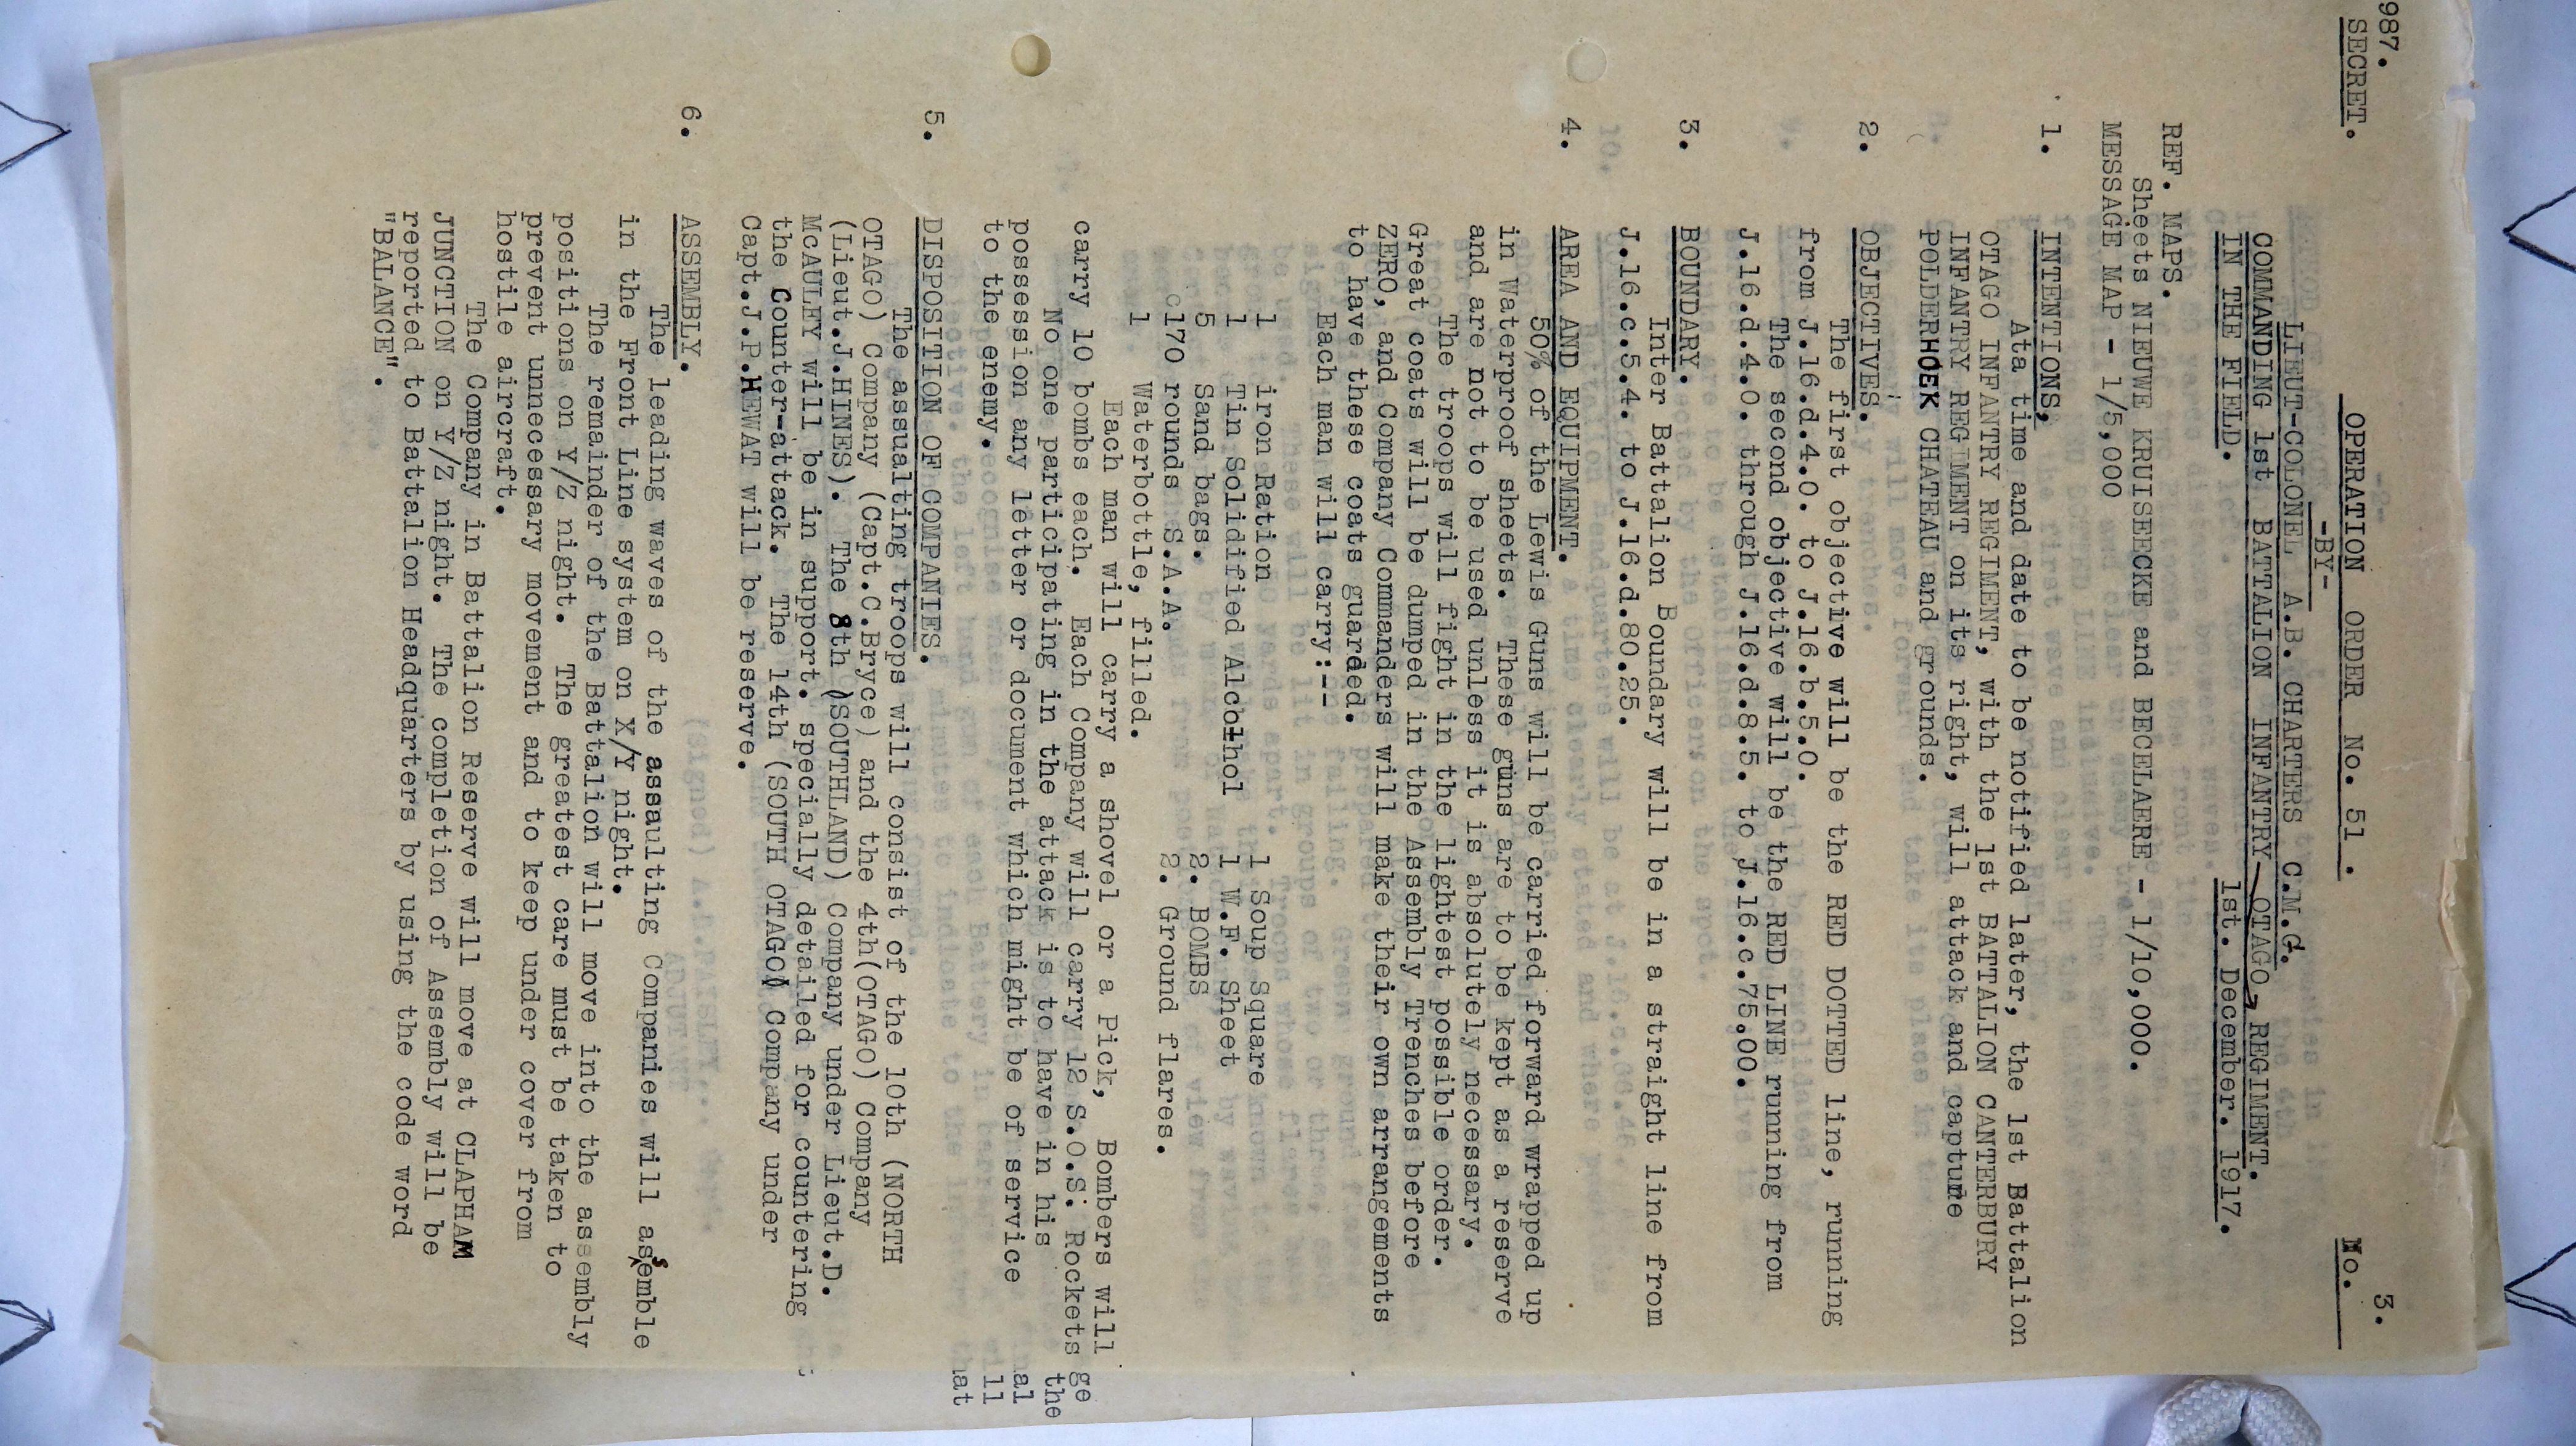 987.
SECRET.
3.
OPERATION ORDER No. 51 . No.
-BY-
LIEUT-COLONEL A.B. CHARTERS C.M.G.
COMMANDING 1st BATTALION INFANTRY OTAGO REGIMENT.
IN THE FIELD. 1st. December. 1917.
REF. MAPS.
Sheets NIEUWE KRUISEECKE and BECELAERE - 1/10,000.
MESSAGE MAP - 1/5,000
1. INTENTIONS,
Ata time and date to be notified later, the 1st Battalion
OTAGO INFANTRY REGIMENT, with the 1st BATTALION CANTERBURY
INFANTRY REGIMENT on its right, will attack and capture
POLDERHOEK CHATEAU and grounds.
2. OBJECTIVES.
The first objective will be the RED DOTTED line, running
from J.16.d.4.0. to J.16.b.5.0.
The second objective will be the RED LINE running from
J.16.d.4.0. through J.16.d.8.5. to J.16.c.75.00.
3. BOUNDARY.
Inter Battalion Boundary will be in a straight line from
J.16.c.5.4. to J.16.d.80.25.
4. AREA AND EQUIPMENT.
50% of the Lewis Guns will be carried forward wrapped up
in Waterproof sheets. These guns are to be kept as a reserve
and are not to be used unless it is absolutely necessary.
The troops will fight in the lightest possible order.
Great coats will be dumped in the Assembly Trenches before
ZERO, and Company Commanders will make their own arrangements
to have these coats guarded.
Each man will carry:--
1 iron Ration 1 Soup Square
1 Tin Solidified Alcohol 1 W.F. Sheet
5 Sand bags. 2. BOMBS
c170 rounds S.A.A. 2. Ground flares.
1 Waterbottle, filled.
Each man will carry a shovel or a Pick, Bombers will
carry 10 bombs each. Each Company will carry 12 S.O.S. Rockets
No one participating in the attack is to have in his
possession any letter or document which might be of service
to the enemy.
5. DISPOSITION OF COMPANIES.
The assualting troops will consist of the 10th (NORTH
OTAGO) Company (Capt.C.Bryce) and the 4th(OTAGO) Company
(Lieut.J.HINES). The 8th (SOUTHLAND) Company under Lieut.D.
McAULEY will be in support. specially detailed for countering
the Counter-attack. The 14th (SOUTH OTAGO) Company under
Capt.J.P.HEWAT will be reserve.
6. ASSEMBLY.
The leading waves of the assaulting Companies will assemble
in the Front Line system on X/Y night.
The remainder of the Battalion will move into the assembly
positions on Y/Z night. The greatest care must be taken to
prevent unnecessary movement and to keep under cover from
hostile aircraft.
The Company in Battalion Reserve will move at CLAPHAM
JUNCTION on Y/Z night. The completion of Assembly will be
reported to Battalion Headquarters by using the code word
"BALANCE".
ge
the
nal
ill
hat